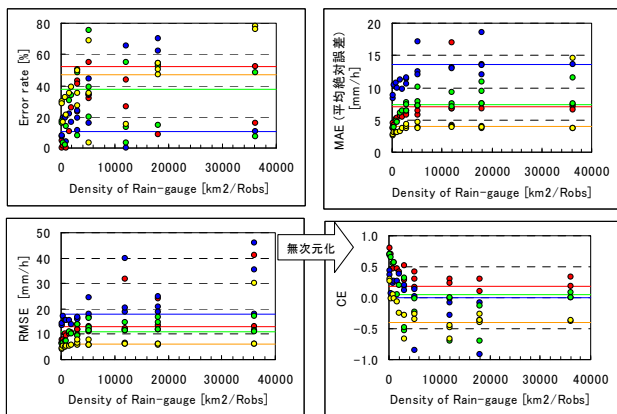 Error rate [%]
80
60
40
20
0
0 10000 20000 30000 40000
Density of Rain-gauge [km2/Robs]
MAE (平均絶対誤差)
[mm/h]
20
15
10
5
0
0 10000 20000 30000 40000
Density of Rain-gauge [km2/Robs]
RMSE [mm/h]
50
40
30
20
10
0
0 10000 20000 30000 40000
Density of Rain-gauge [km2/Robs]
無次元化
CE
1.0
0.5
0.0
-0.5
-1.0
0 10000 20000 30000 40000
Density of Rain-gauge [km2/Robs]